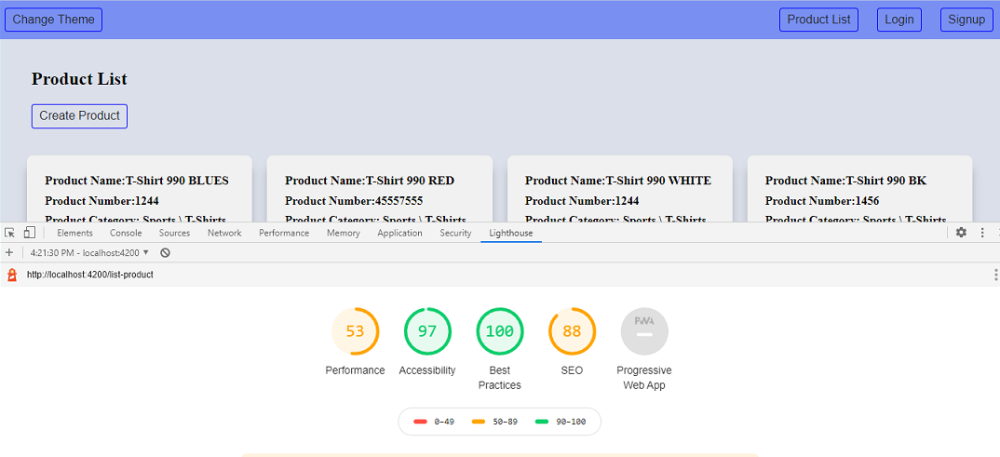 Change Theme Product List Login Signup
Product List
Create Product
Product Name:T-Shirt 990 BLUES Product Name:T-Shirt 990 RED Product Name:T-Shirt 990 WHITE Product Name:T-Shirt 990 BK
Product Number:1244 Product Number:45557555 Product Number:1244 Product Number:1456
Product Category: Sports \ T-Shirts Product Category: Sports \ T-Shirts Product Category: Sports \ T-Shirts Product Category: Sports \ T-Shirts
Elements Console Sources Network Performance Memory Application Security Lighthouse
4:21:30 PM - localhost:4200
http://localhost:4200/list-product
53 97 100 88 PWA
Performance Accessibility Best Practices SEO Progressive Web App
0–49 50–89 90–100